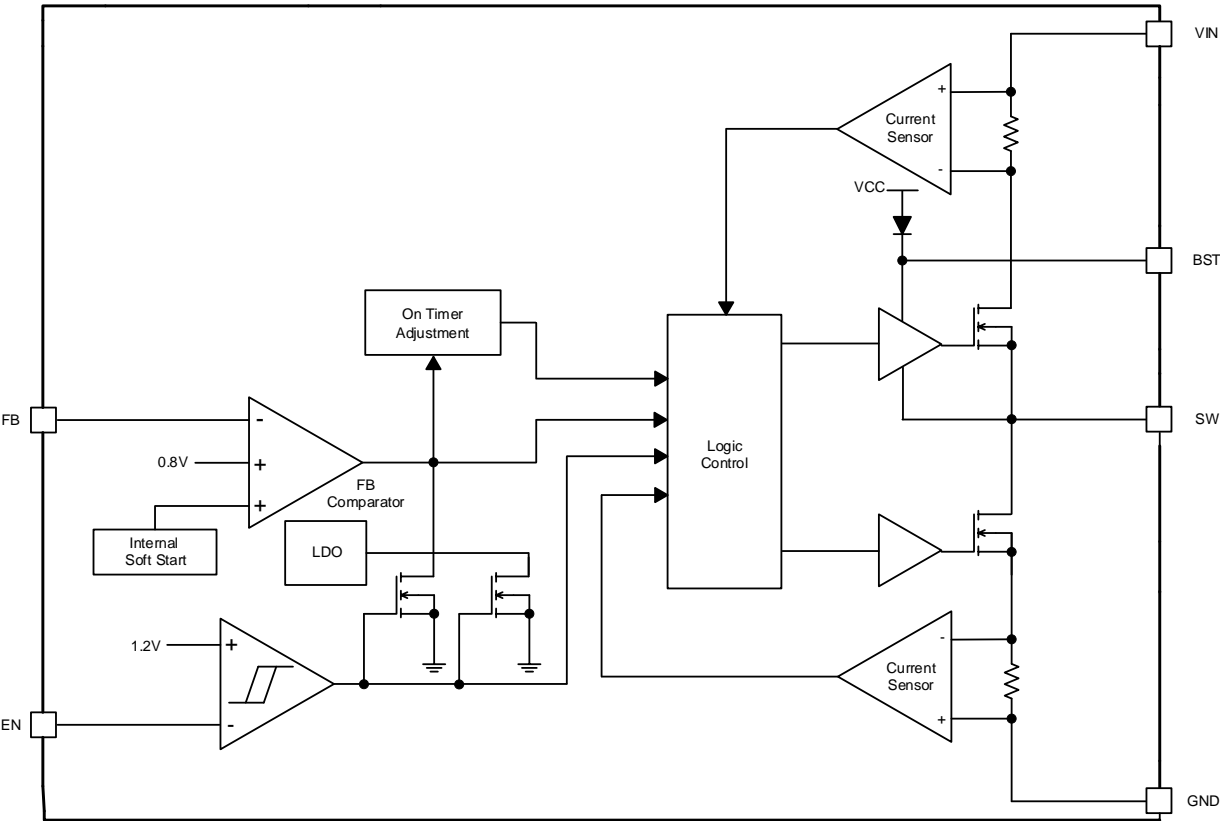 VIN
+
Current
Sensor
-
VCC
BST
On Timer
Adjustment
FB
-
0.8V
+
+
FB
Comparator
Internal
Soft Start
LDO
Logic
Control
SW
1.2V
+
-
EN
-
Current
Sensor
+
GND